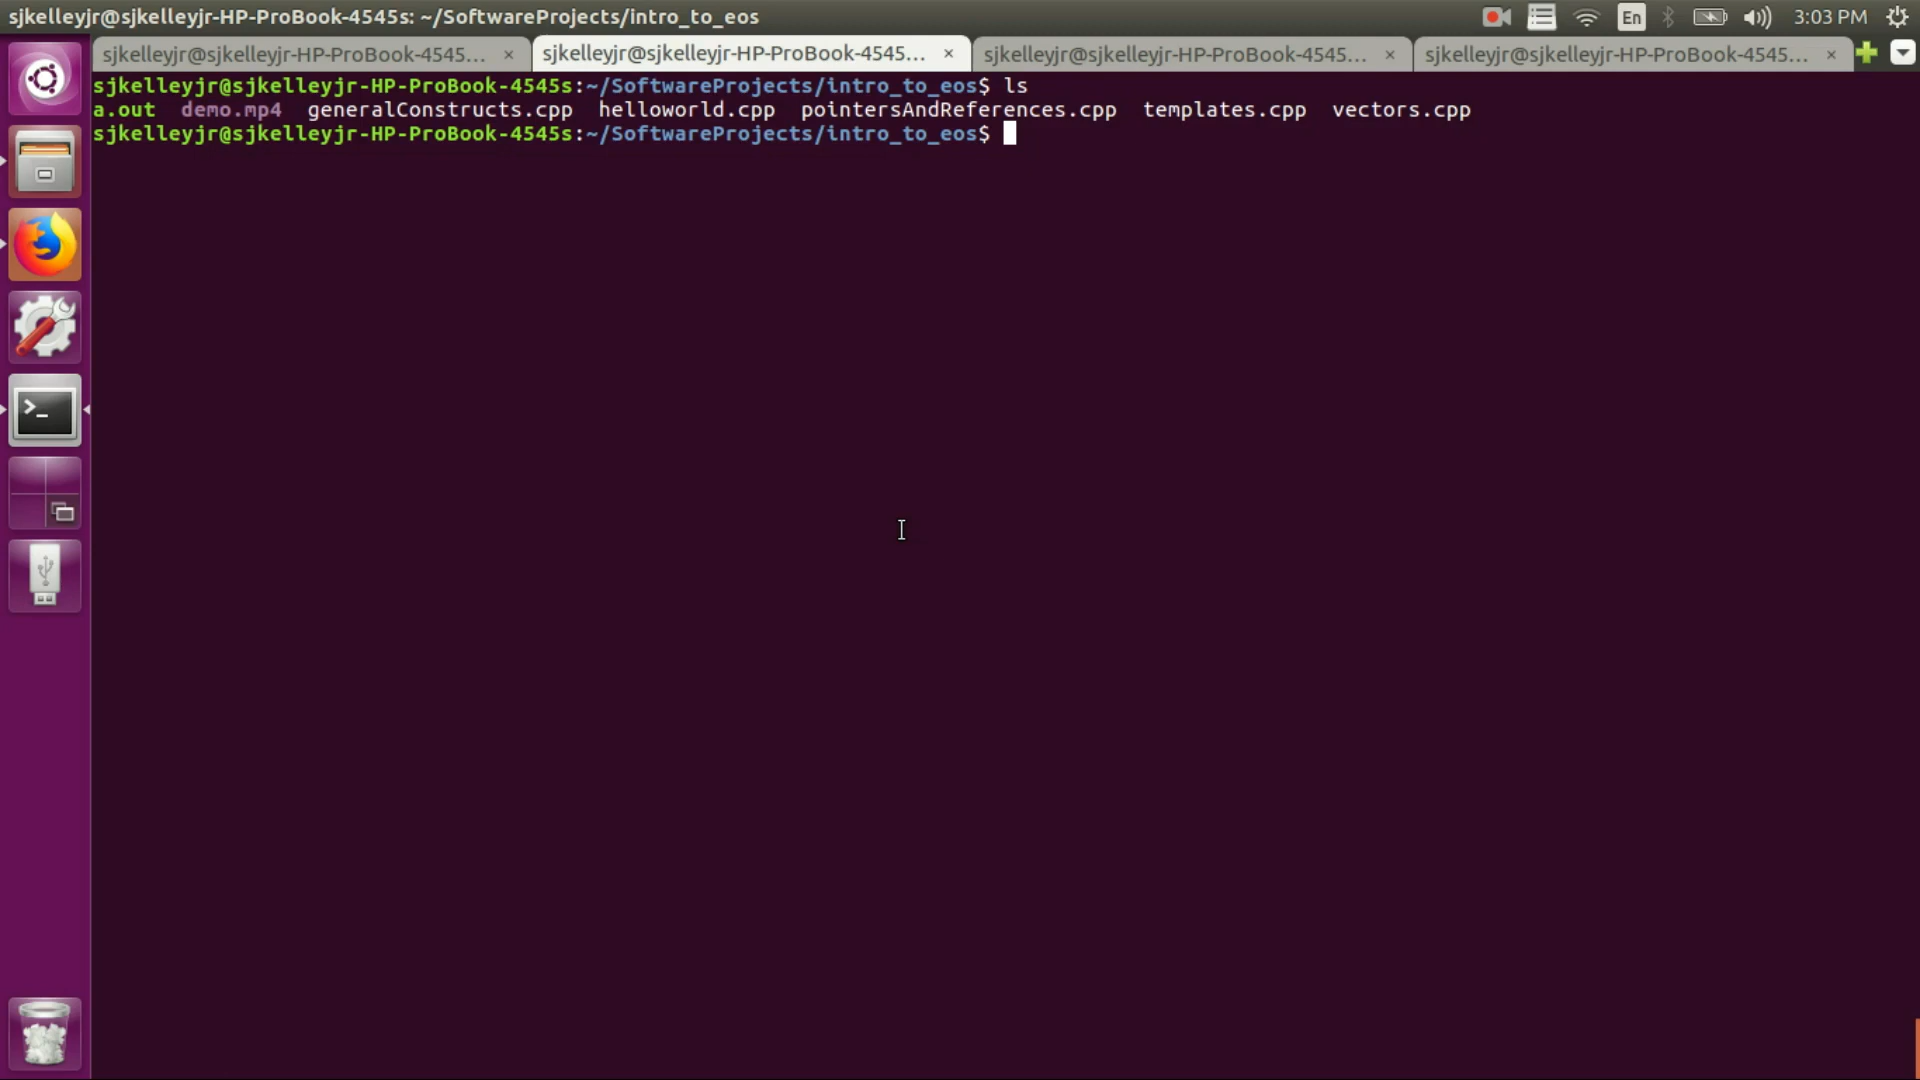 sjkelleyjr@sjkelleyjr-HP-ProBook-4545s: ~/SoftwareProjects/intro_to_eos
En
3:03 PM
sjkelleyjr@sjkelleyjr-HP-ProBook-4545... × sjkelleyjr@sjkelleyjr-HP-ProBook-4545... × sjkelleyjr@sjkelleyjr-HP-ProBook-4545... × sjkelleyjr@sjkelleyjr-HP-ProBook-4545... ×
sjkelleyjr@sjkelleyjr-HP-ProBook-4545s:~/SoftwareProjects/intro_to_eos$ ls
a.out demo.mp4 generalConstructs.cpp helloworld.cpp pointersAndReferences.cpp templates.cpp vectors.cpp
sjkelleyjr@sjkelleyjr-HP-ProBook-4545s:~/SoftwareProjects/intro_to_eos$
>_